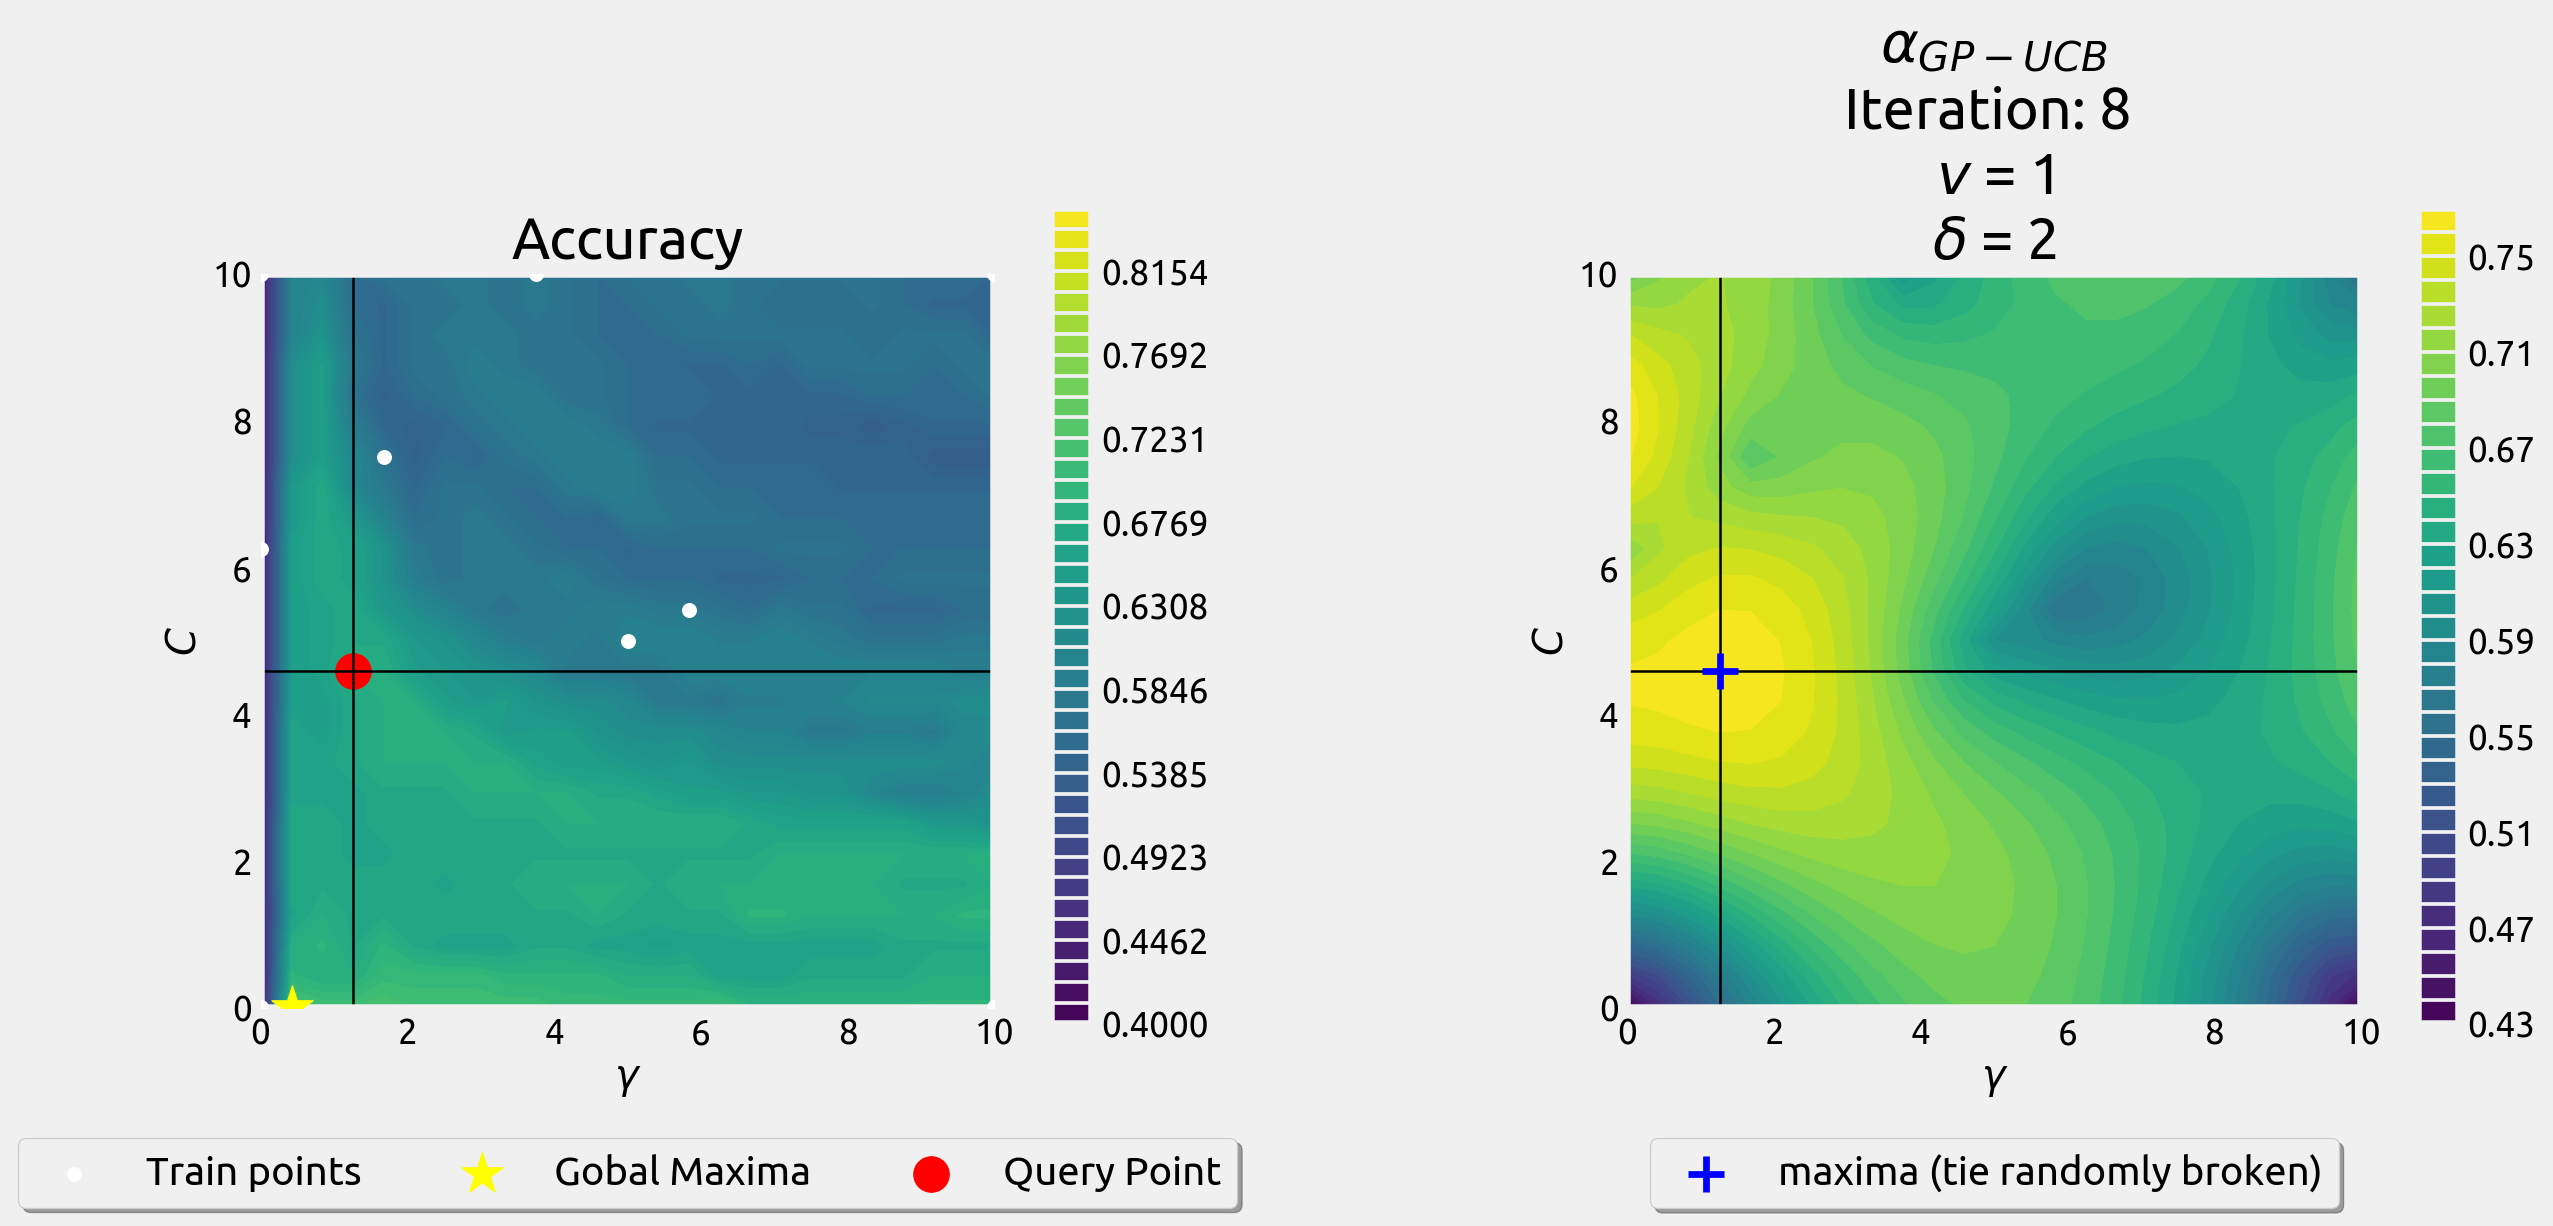 α_GP − UCB
Iteration: 8
ν = 1
δ = 2
Accuracy
10
8
6
4
2
0
C
0 2 4 6 8 10
γ
0.8154
0.7692
0.7231
0.6769
0.6308
0.5846
0.5385
0.4923
0.4462
0.4000
10
8
6
4
2
0
C
0 2 4 6 8 10
γ
0.75
0.71
0.67
0.63
0.59
0.55
0.51
0.47
0.43
Train points Gobal Maxima Query Point
maxima (tie randomly broken)